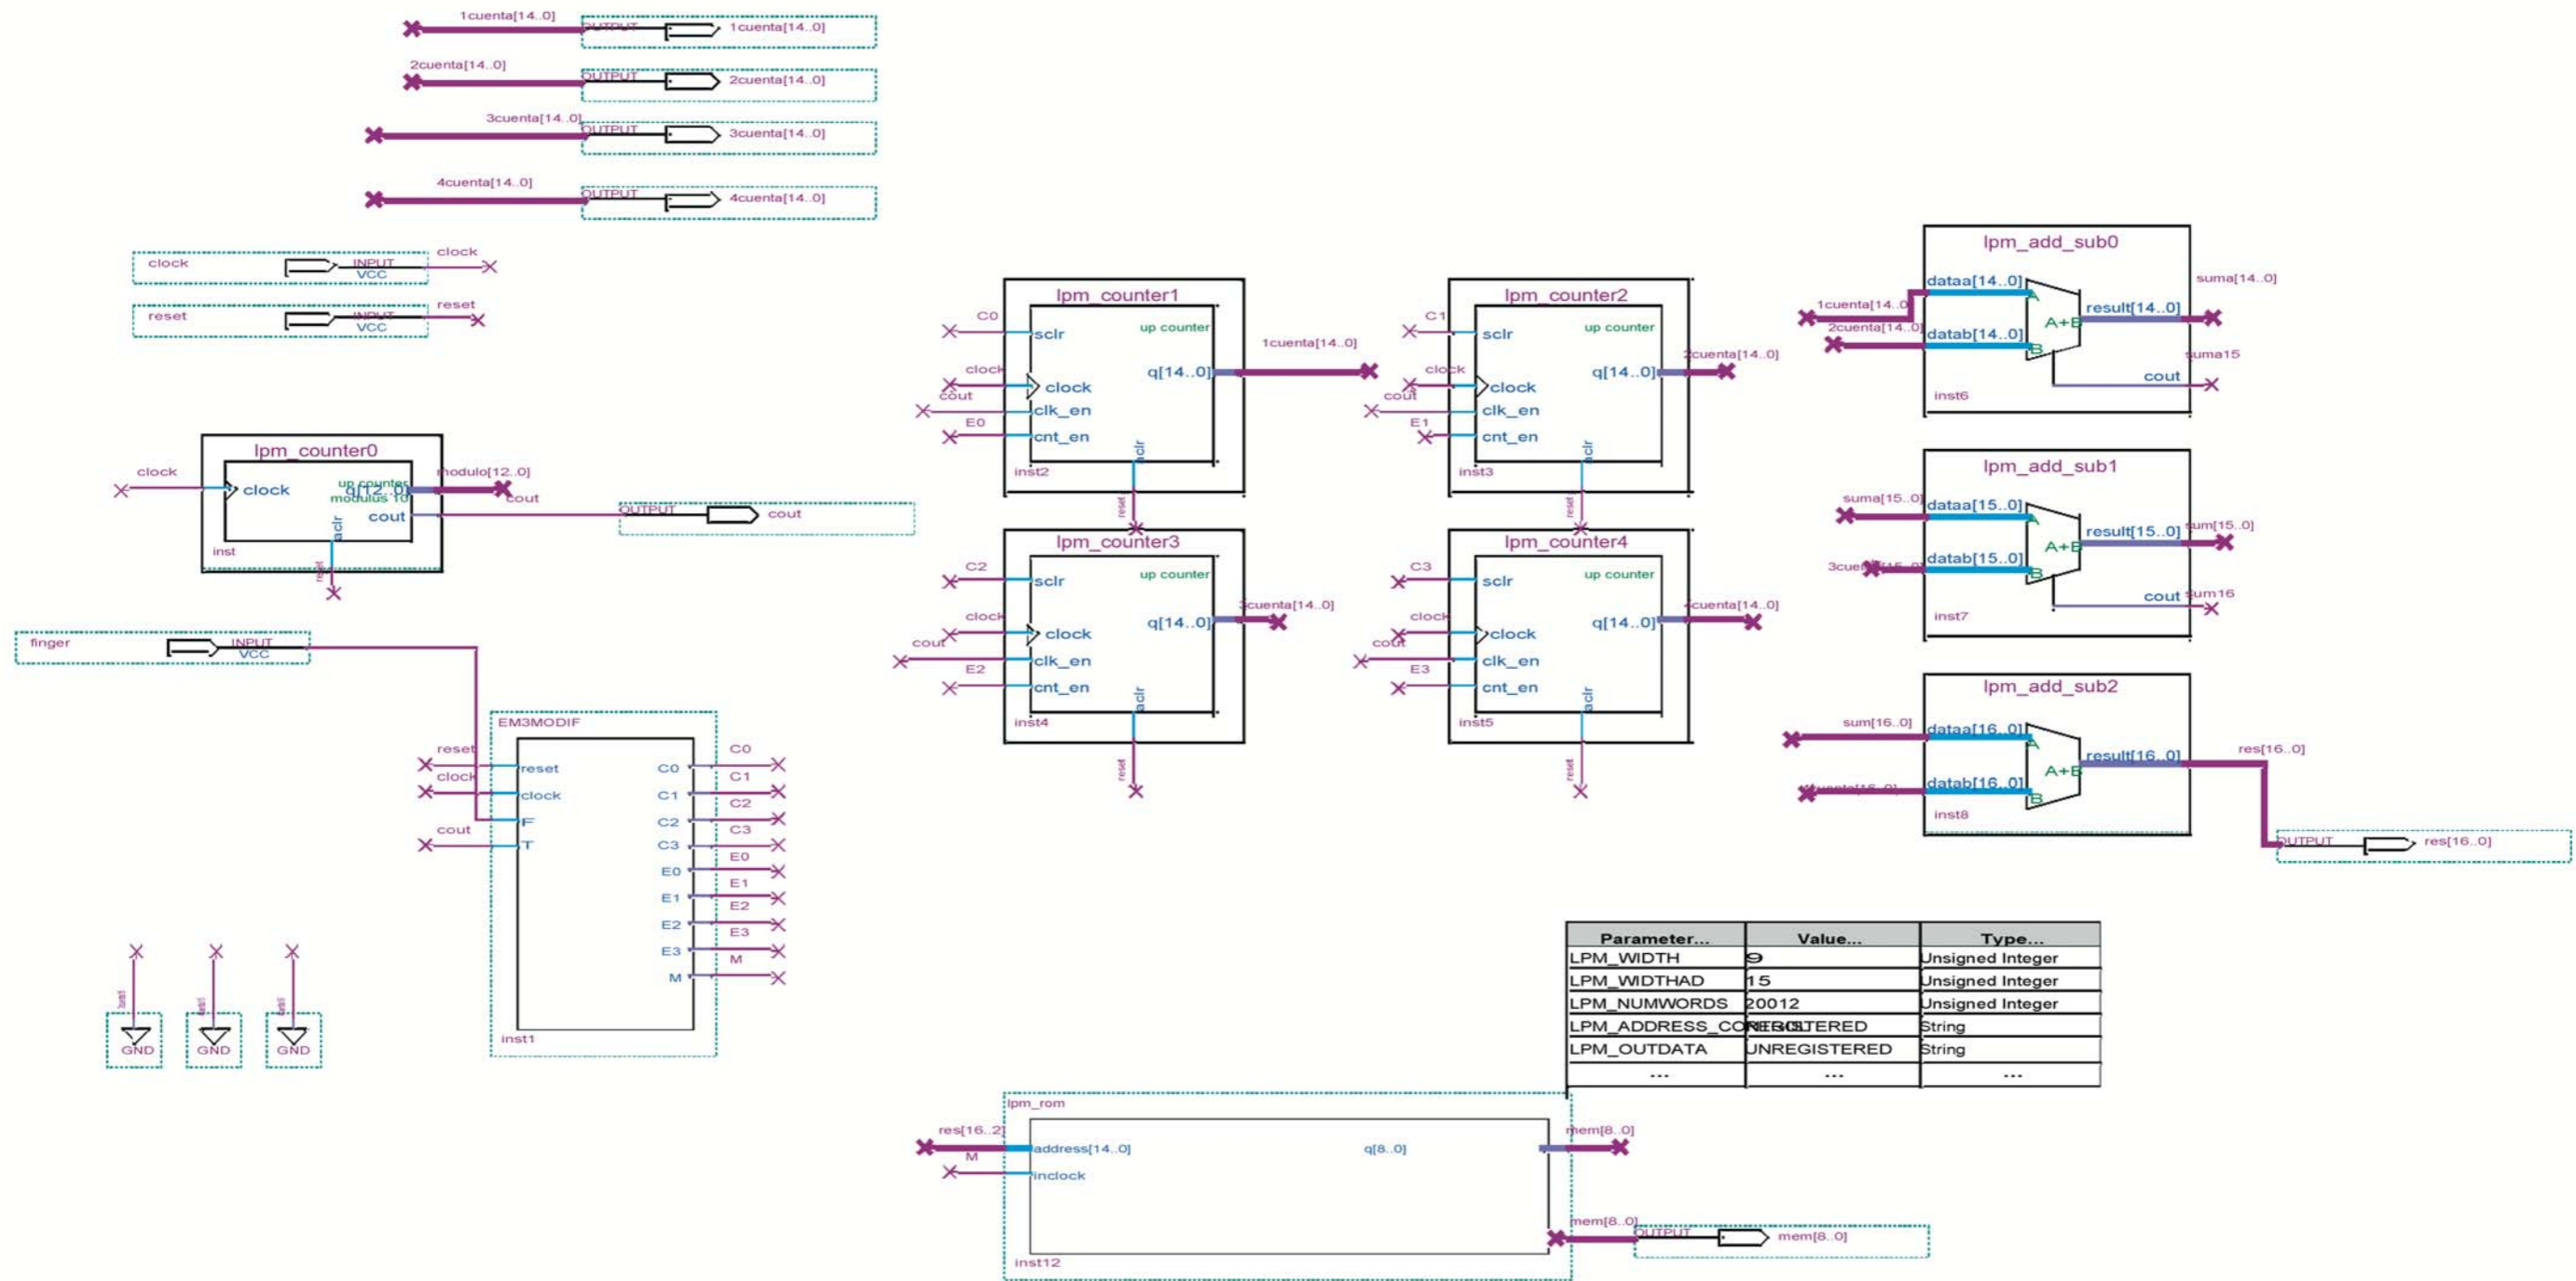 1cuenta[14..0]
OUTPUT
1cuenta[14..0]
2cuenta[14..0]
OUTPUT
2cuenta[14..0]
3cuenta[14..0]
OUTPUT
3cuenta[14..0]
4cuenta[14..0]
OUTPUT
4cuenta[14..0]
clock
INPUT
VCC
clock
reset
INPUT
VCC
reset
lpm_counter0
clock
clock
up counter
modulus 10
q[12..0]
modulo[12..0]
cout
cout
OUTPUT
cout
aclr
inst
reset
finger
INPUT
VCC
EM3MODIF
reset
reset
clock
clock
F
cout
T
C0
C0
C1
C1
C2
C2
C3
C3
E0
E0
E1
E1
E2
E2
E3
E3
M
M
inst1
GND
GND
GND
lpm_counter1
up counter
C0
sclr
clock
clock
cout
clk_en
E0
cnt_en
q[14..0]
1cuenta[14..0]
aclr
inst2
reset
lpm_counter2
up counter
C1
sclr
clock
clock
cout
clk_en
E1
cnt_en
q[14..0]
2cuenta[14..0]
aclr
inst3
reset
lpm_counter3
up counter
C2
sclr
clock
clock
cout
clk_en
E2
cnt_en
q[14..0]
3cuenta[14..0]
aclr
inst4
reset
lpm_counter4
up counter
C3
sclr
clock
clock
cout
clk_en
E3
cnt_en
q[14..0]
4cuenta[14..0]
aclr
inst5
reset
lpm_add_sub0
1cuenta[14..0]
dataa[14..0]
2cuenta[14..0]
datab[14..0]
A
A+B
B
result[14..0]
suma[14..0]
cout
suma15
inst6
lpm_add_sub1
suma[15..0]
dataa[15..0]
datab[15..0]
A
A+B
B
result[15..0]
sum[15..0]
cout
sum16
inst7
lpm_add_sub2
sum[16..0]
dataa[16..0]
datab[16..0]
A
A+B
B
result[16..0]
res[16..0]
inst8
OUTPUT
res[16..0]
Parameter... Value... Type...
LPM_WIDTH 9 Unsigned Integer
LPM_WIDTHAD 15 Unsigned Integer
LPM_NUMWORDS 20012 Unsigned Integer
LPM_ADDRESS_CONTROL REGISTERED String
LPM_OUTDATA UNREGISTERED String
... ... ...
lpm_rom
res[16..2]
address[14..0]
M
inclock
q[8..0]
mem[8..0]
mem[8..0]
OUTPUT
mem[8..0]
inst12